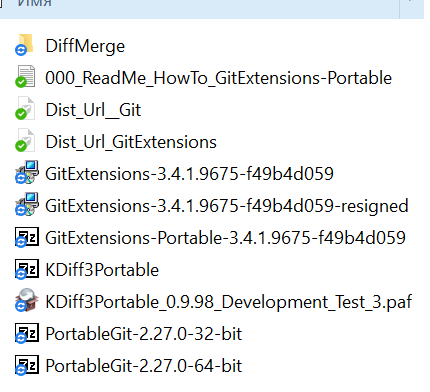 Имя
DiffMerge
000_ReadMe_HowTo_GitExtensions-Portable
Dist_Url__Git
Dist_Url_GitExtensions
GitExtensions-3.4.1.9675-f49b4d059
GitExtensions-3.4.1.9675-f49b4d059-resigned
GitExtensions-Portable-3.4.1.9675-f49b4d059
KDiff3Portable
KDiff3Portable_0.9.98_Development_Test_3.paf
PortableGit-2.27.0-32-bit
PortableGit-2.27.0-64-bit